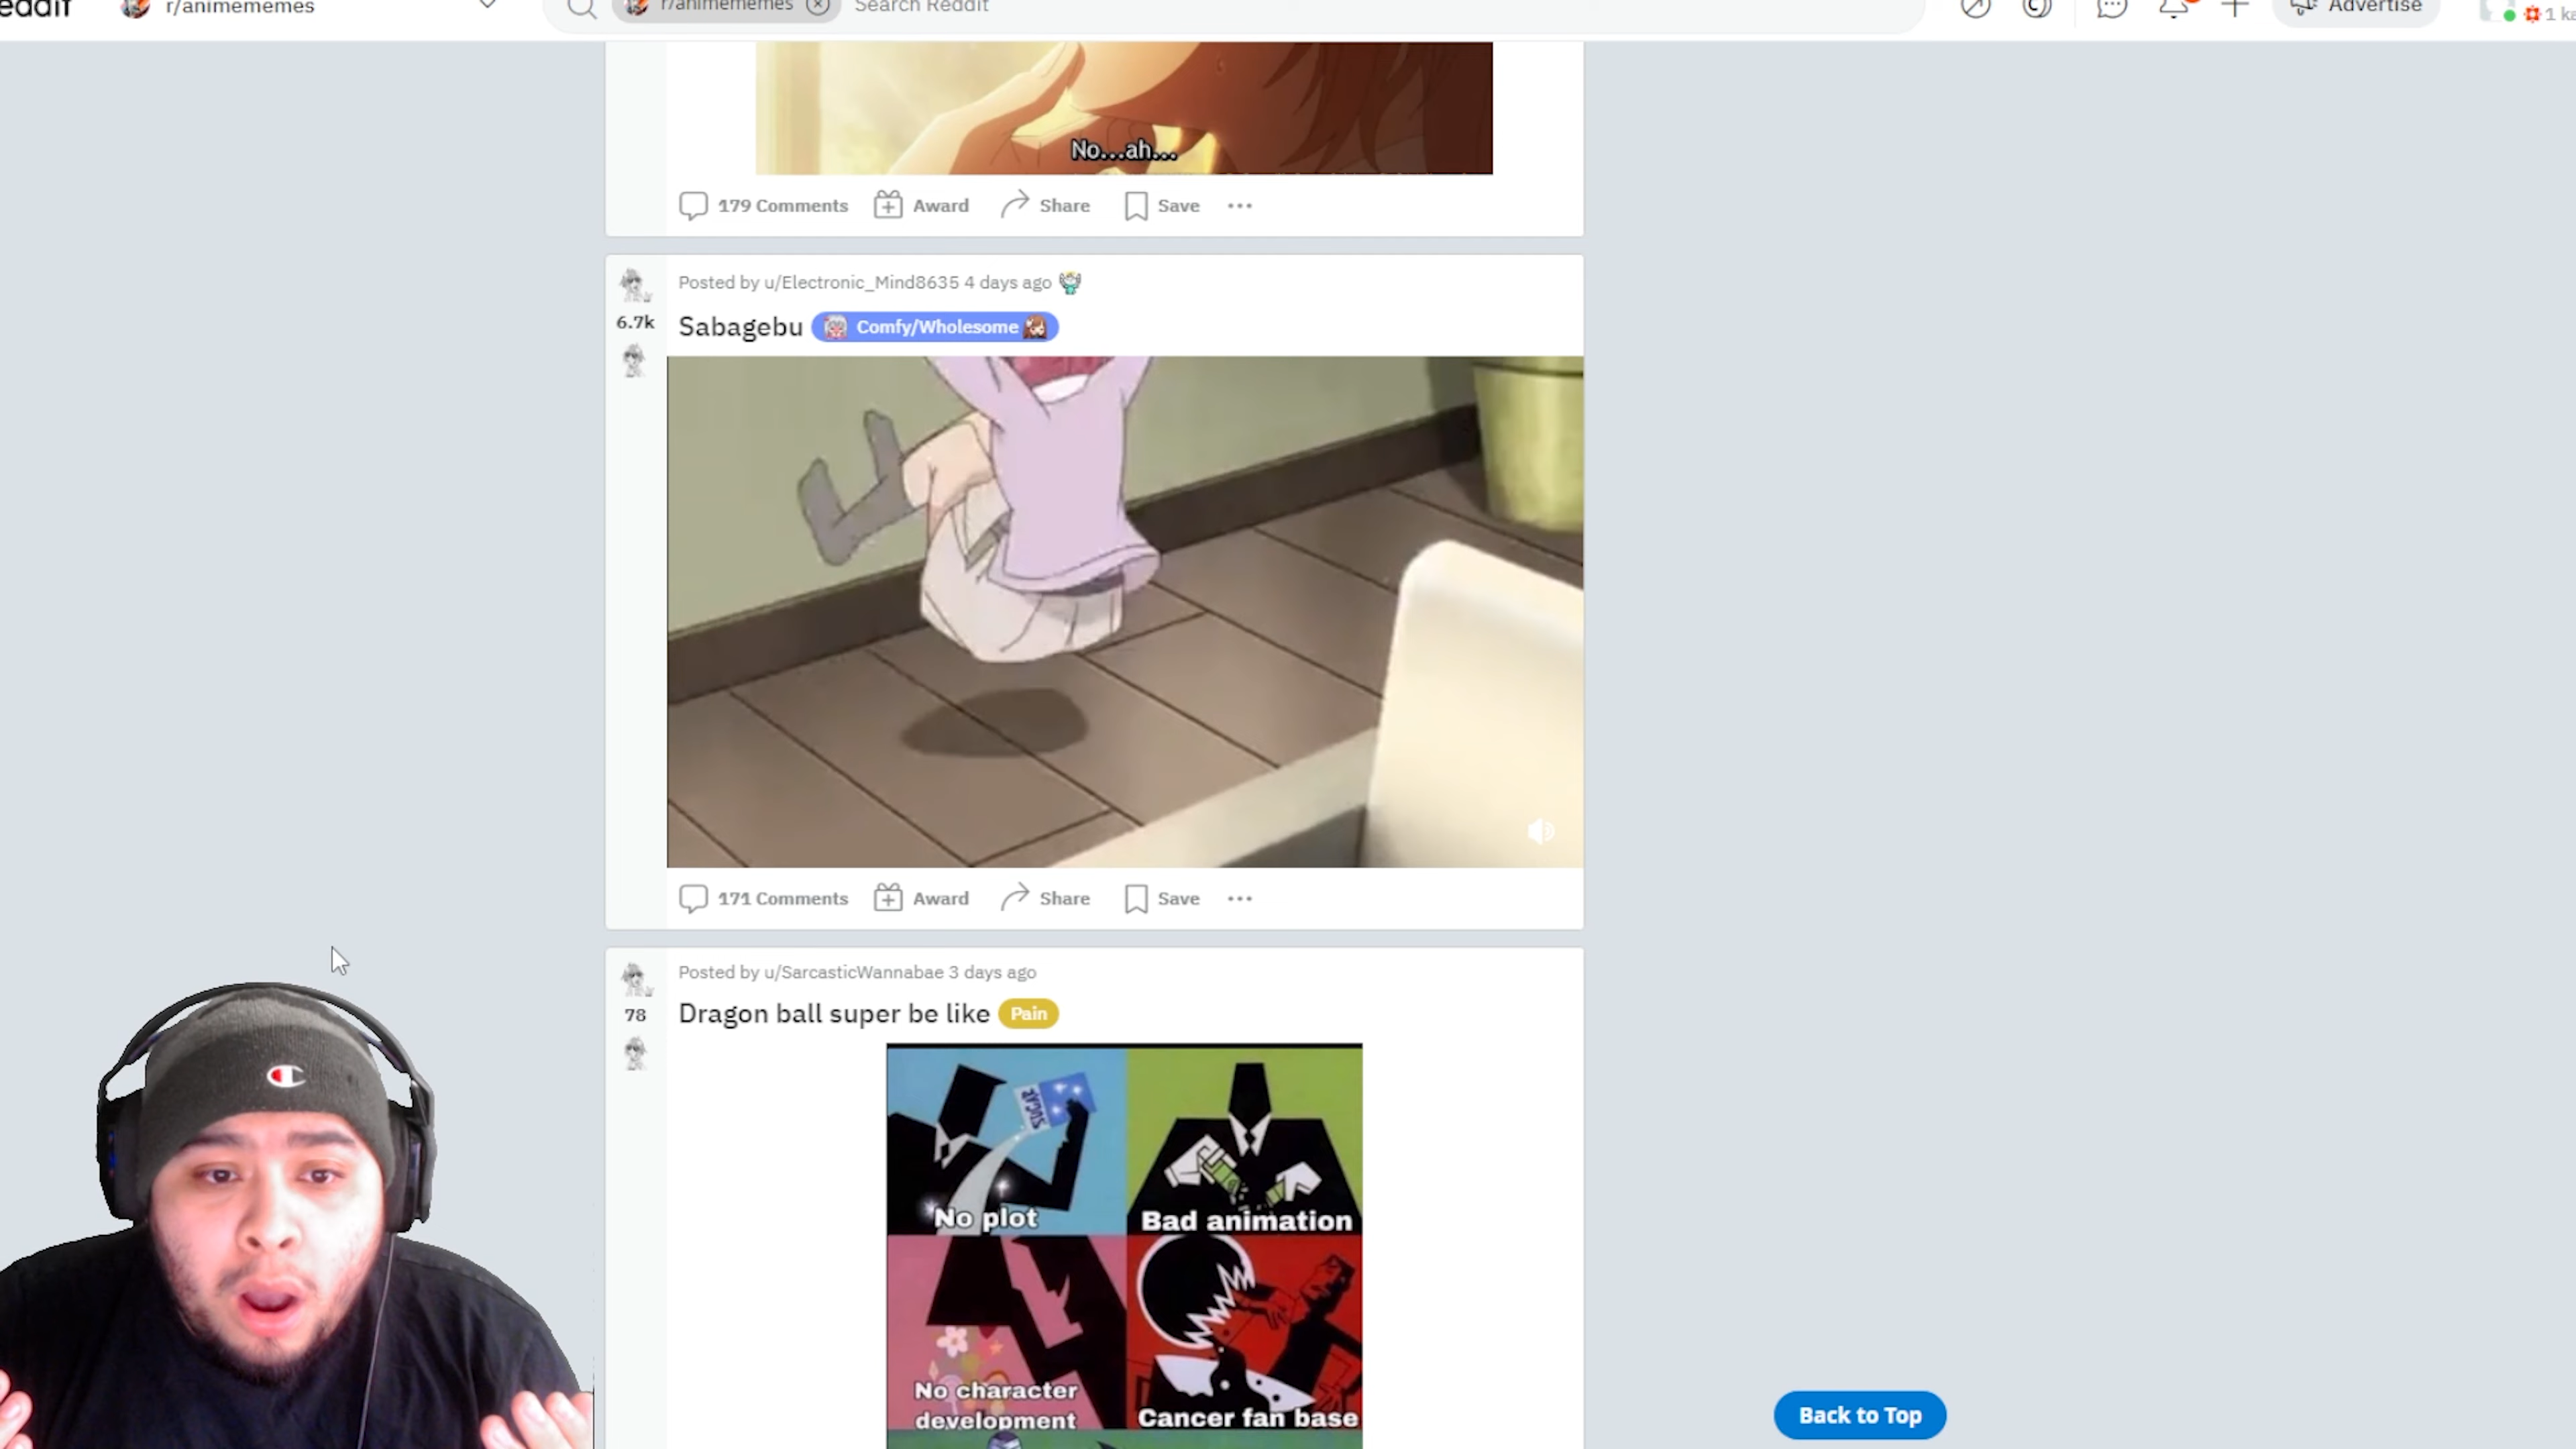 r/animememes
r/animememes
Search Reddit
Advertise
No...ah...
179 Comments
Award
Share
Save
Posted by u/Electronic_Mind8635 4 days ago
6.7k
Sabagebu
Comfy/Wholesome
171 Comments
Award
Share
Save
Posted by u/SarcasticWannabae 3 days ago
78
Dragon ball super be like
Pain
SUGAR
No plot
Bad animation
No character
development
Cancer fan base
Back to Top